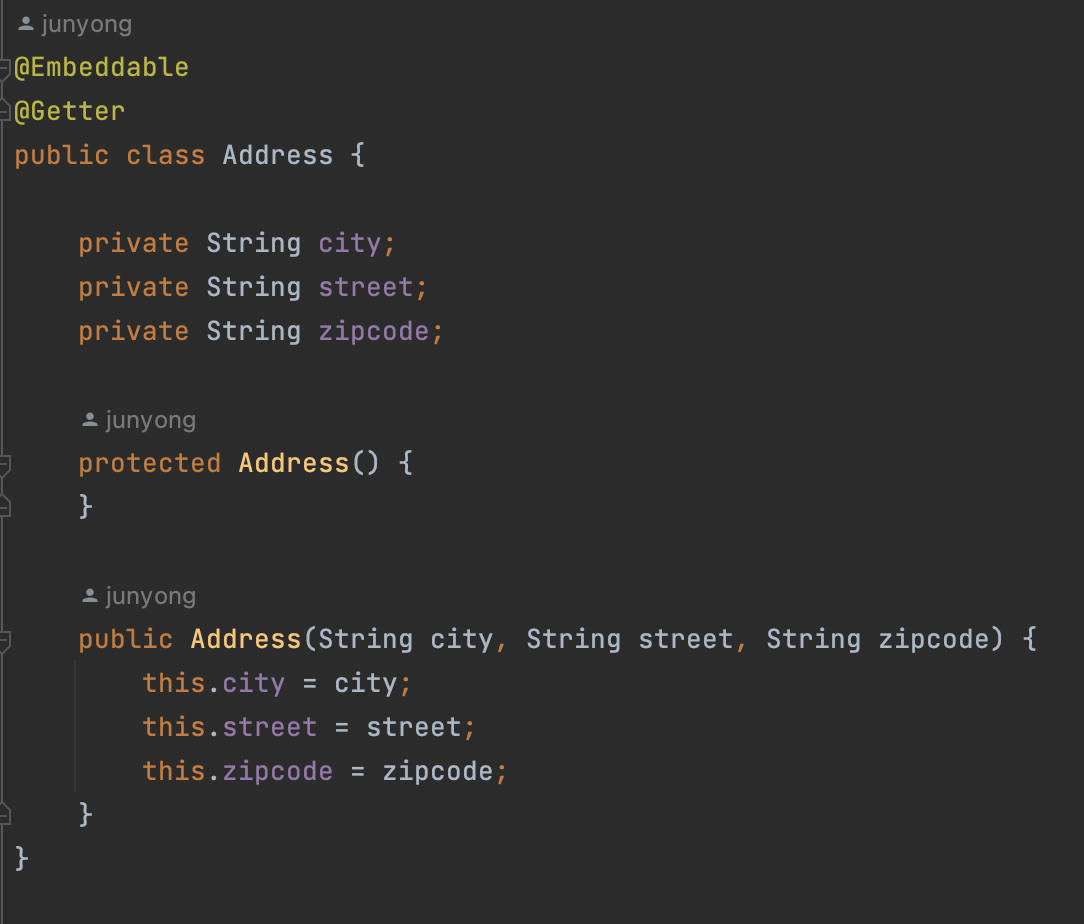 junyong
@Embeddable
@Getter
public class Address {
private String city;
private String street;
private String zipcode;
junyong
protected Address() {
}
junyong
public Address(String city, String street, String zipcode) {
this.city = city;
this.street = street;
this.zipcode = zipcode;
}
}